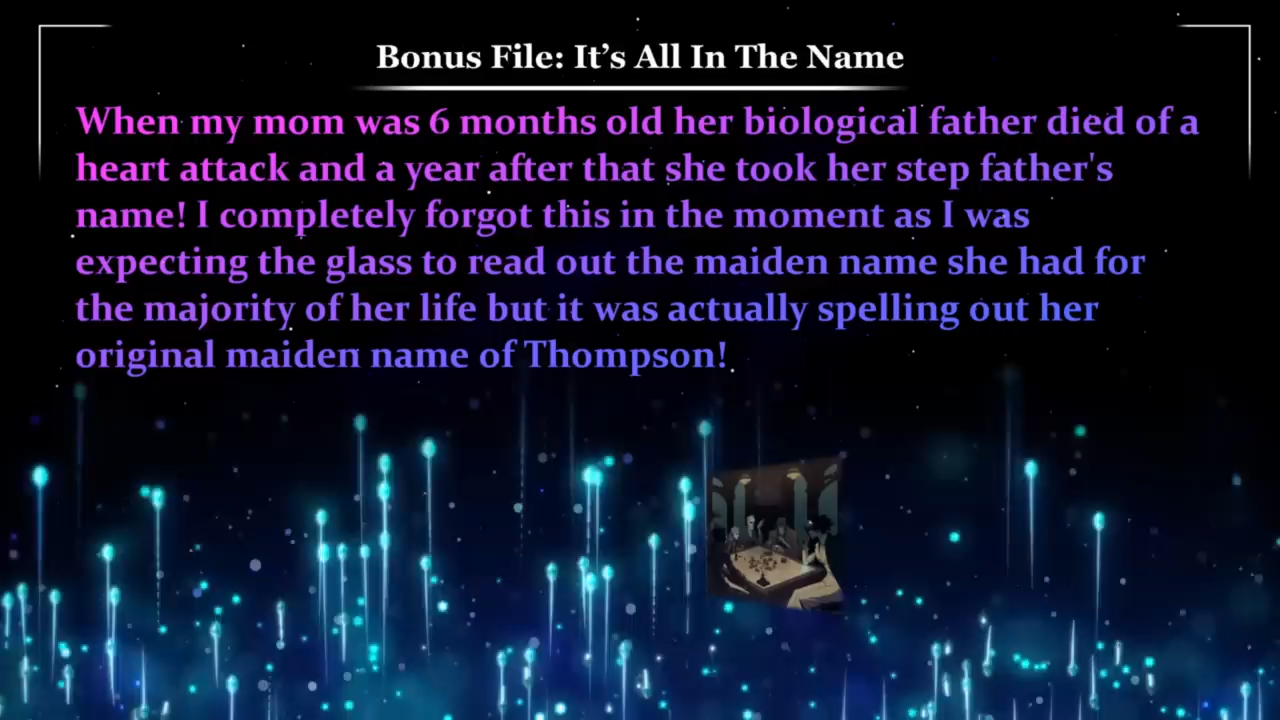 Bonus File: It’s All In The Name
When my mom was 6 months old her biological father died of a
heart attack and a year after that she took her step father's
name! I completely forgot this in the moment as I was
expecting the glass to read out the maiden name she had for
the majority of her life but it was actually spelling out her
original maiden name of Thompson!